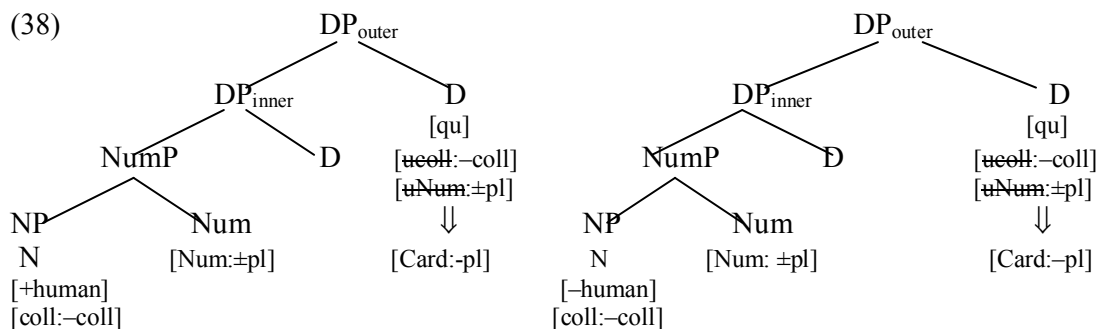 (38) DPouter DPouter
DPinner D DPinner D
[qu] [qu]
NumP D [ucoll:–coll] NumP D [ucoll:–coll]
[uNum:±pl] [uNum:±pl]
NP Num ⇓ NP Num ⇓
N [Num:±pl] [Card:-pl] N [Num: ±pl] [Card:–pl]
[+human] [–human]
[coll:–coll] [coll:–coll]